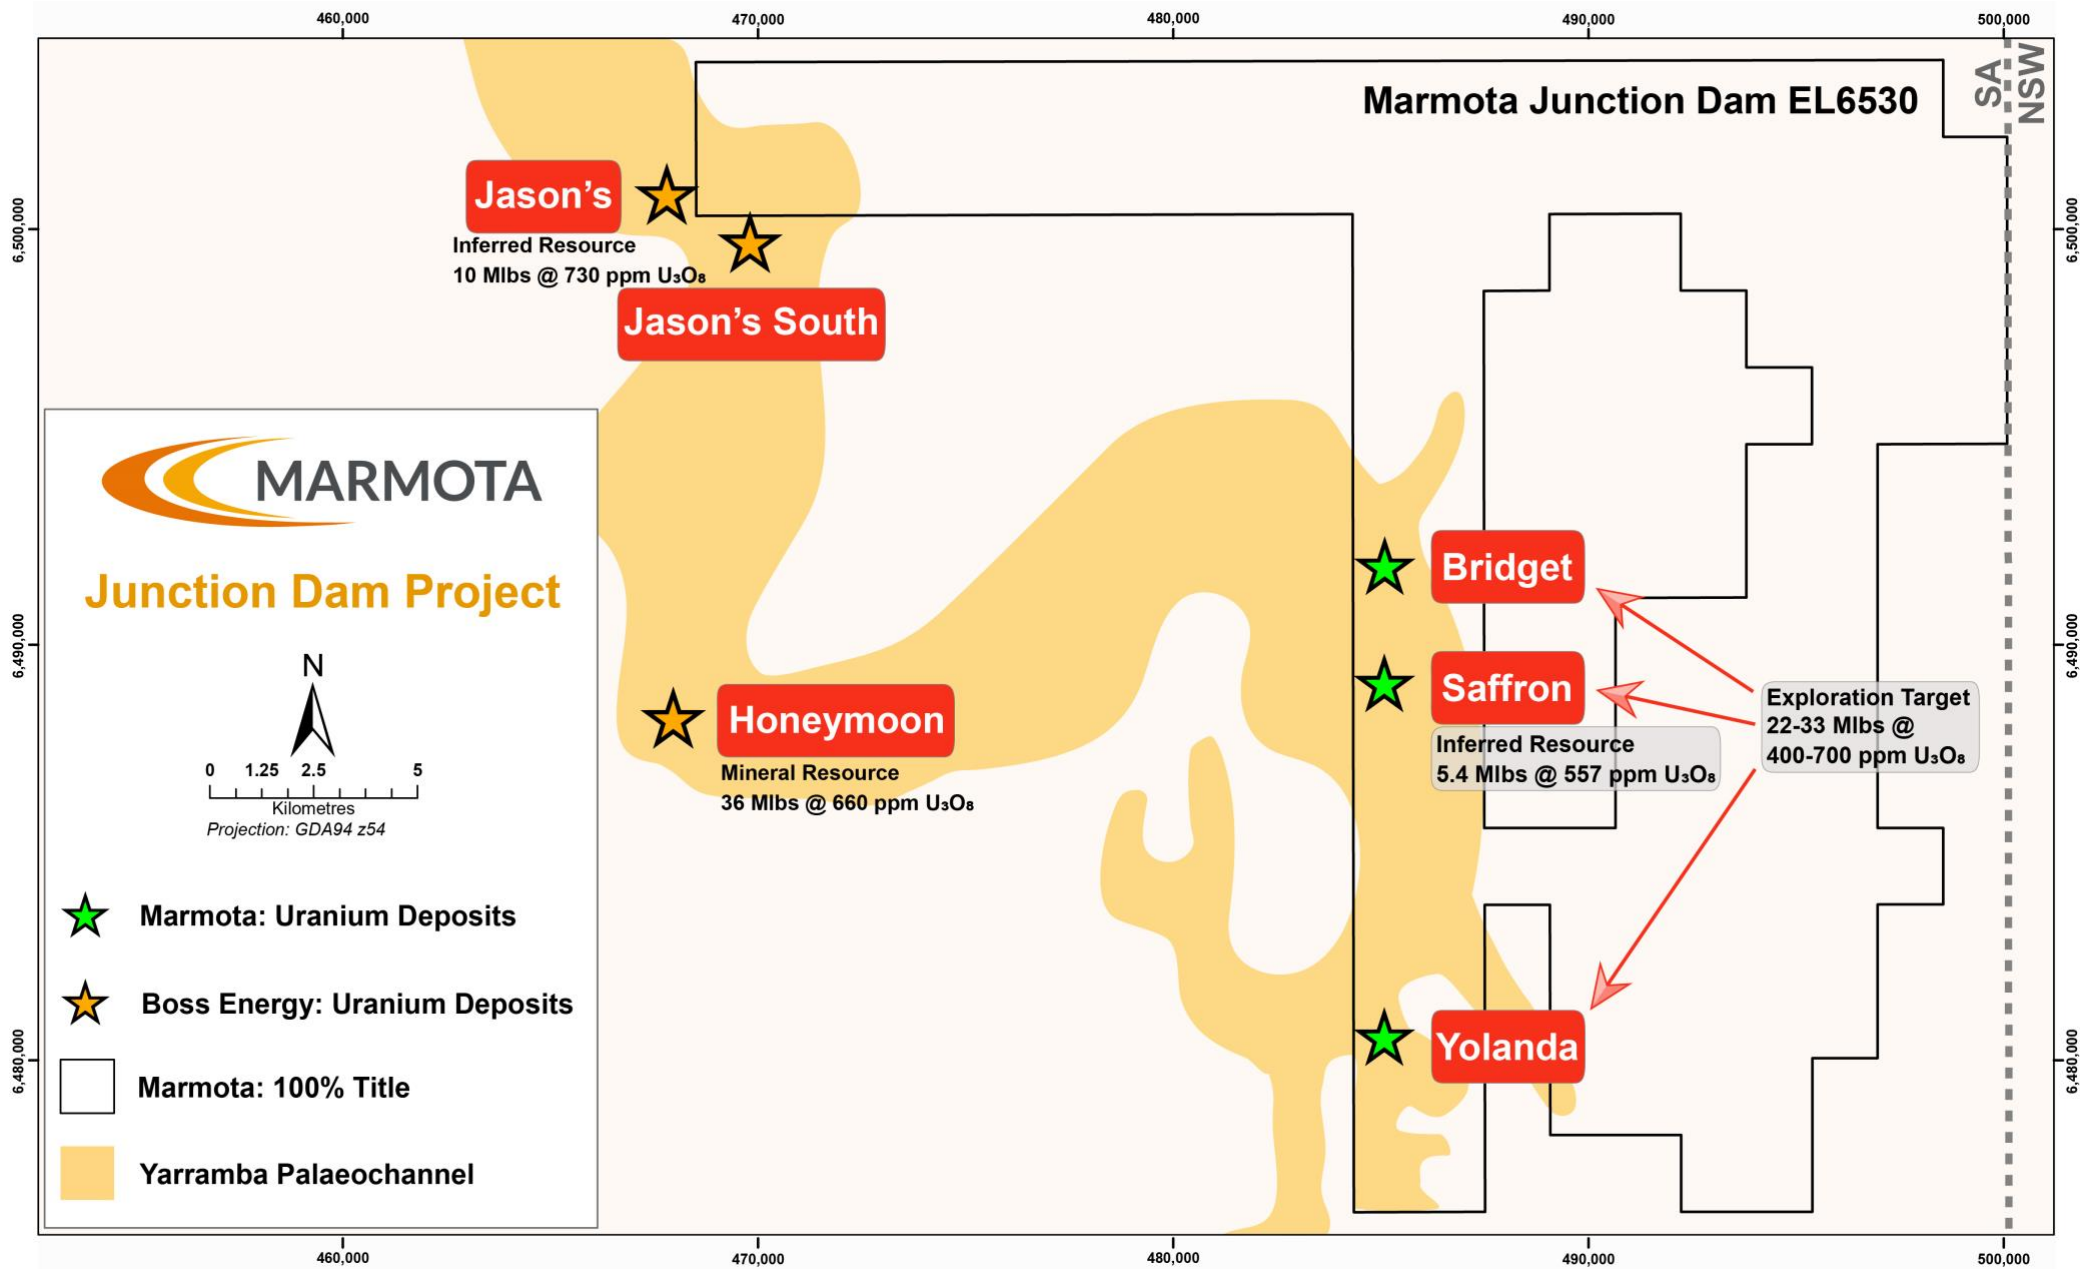 460,000
470,000
480,000
490,000
500,000
Marmota Junction Dam EL6530
SA
NSW
6,500,000
6,500,000
Jason's
Inferred Resource
10 Mlbs @ 730 ppm U₃O₈
Jason's South
MARMOTA
Junction Dam Project
N
0 1.25 2.5 5
Kilometres
Projection: GDA94 z54
Marmota: Uranium Deposits
Boss Energy: Uranium Deposits
Marmota: 100% Title
Yarramba Palaeochannel
6,490,000
6,490,000
Honeymoon
Mineral Resource
36 Mlbs @ 660 ppm U₃O₈
Bridget
Saffron
Inferred Resource
5.4 Mlbs @ 557 ppm U₃O₈
Exploration Target
22-33 Mlbs @
400-700 ppm U₃O₈
Yolanda
6,480,000
6,480,000
460,000
470,000
480,000
490,000
500,000